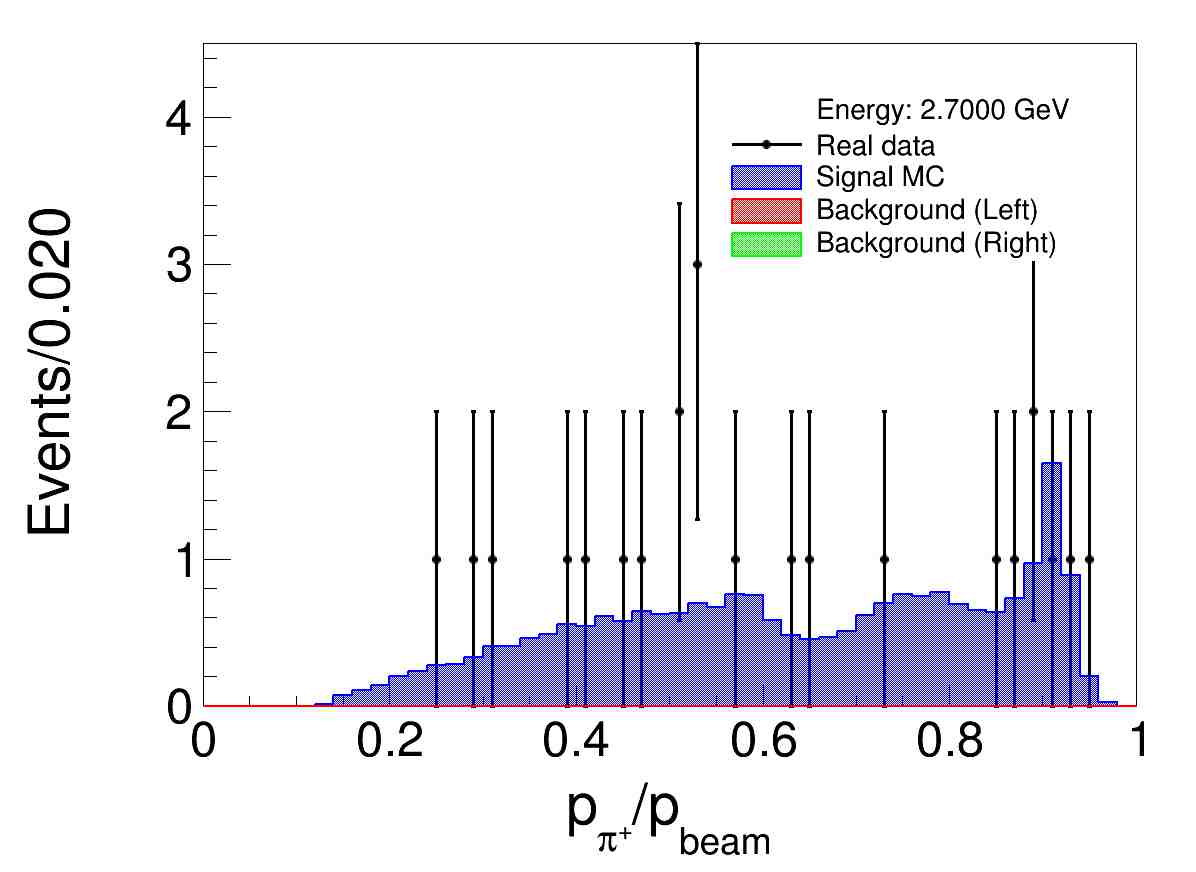 Energy: 2.7000 GeV
Real data
Signal MC
Background (Left)
Background (Right)
Events/0.020
4
3
2
1
0
0 0.2 0.4 0.6 0.8 1
pπ+/pbeam